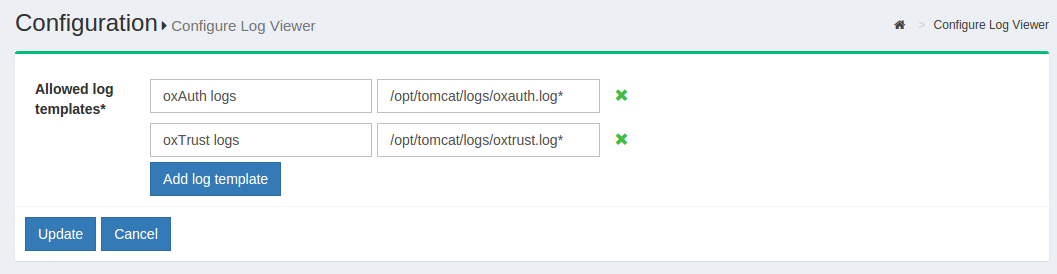 Configuration Configure Log Viewer
> Configure Log Viewer
Allowed log
templates*
oxAuth logs /opt/tomcat/logs/oxauth.log*
oxTrust logs /opt/tomcat/logs/oxtrust.log*
Add log template
Update Cancel